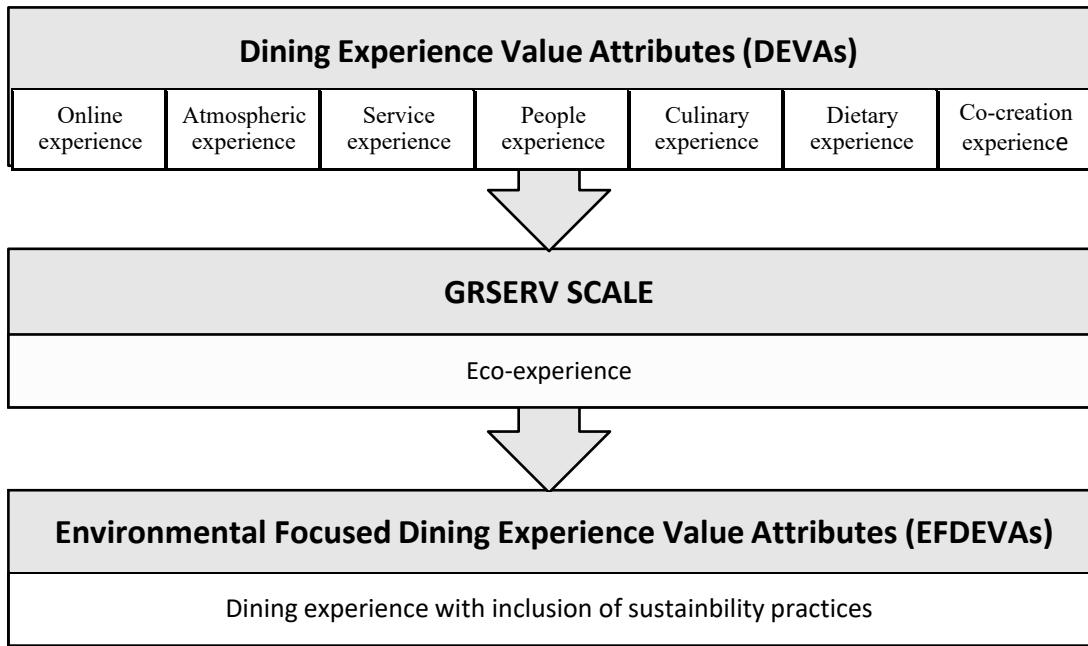 Dining Experience Value Attributes (DEVAs)
Online experience
Atmospheric experience
Service experience
People experience
Culinary experience
Dietary experience
Co-creation experience
GRSERV SCALE
Eco-experience
Environmental Focused Dining Experience Value Attributes (EFDEVAs)
Dining experience with inclusion of sustainbility practices